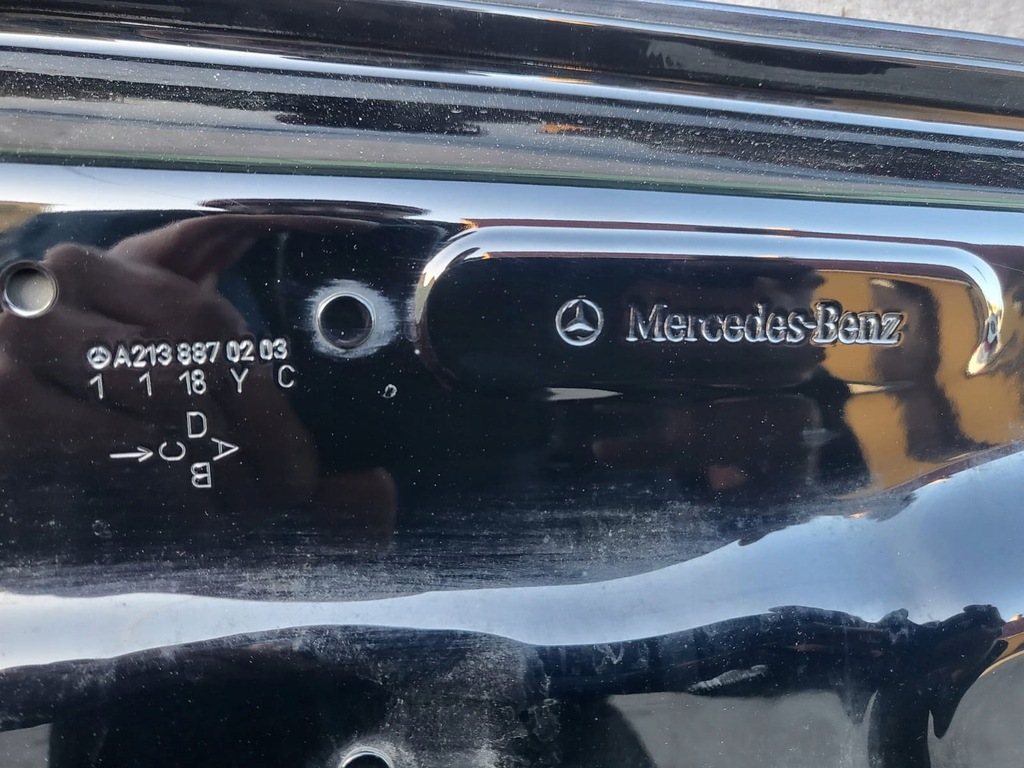 Mercedes-Benz
A213 887 02 03
1 1 18 Y C
D
C A
B